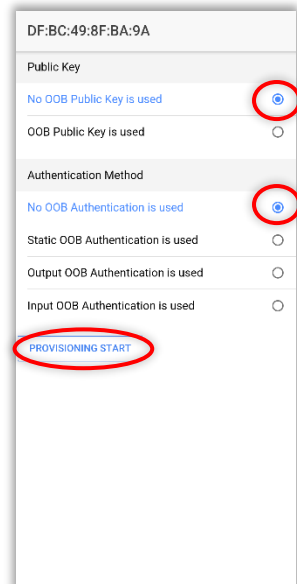 DF:BC:49:8F:BA:9A
Public Key
No OOB Public Key is used
OOB Public Key is used
Authentication Method
No OOB Authentication is used
Static OOB Authentication is used
Output OOB Authentication is used
Input OOB Authentication is used
PROVISIONING START